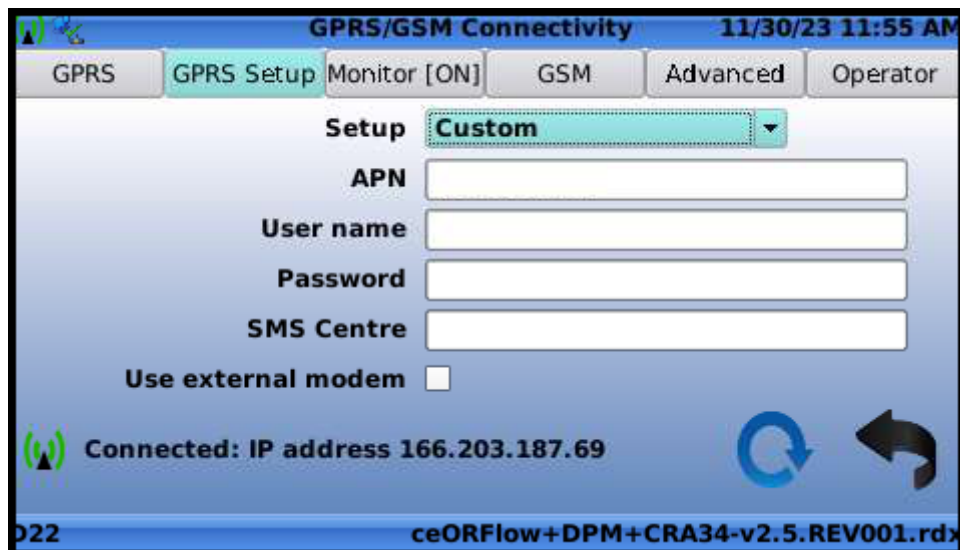 GPRS/GSM Connectivity 11/30/23 11:55 AM
GPRS GPRS Setup Monitor [ON] GSM Advanced Operator
Setup Custom
APN
User name
Password
SMS Centre
Use external modem
Connected: IP address 166.203.187.69
D22 ceORFlow+DPM+CRA34-v2.5.REV001.rdx